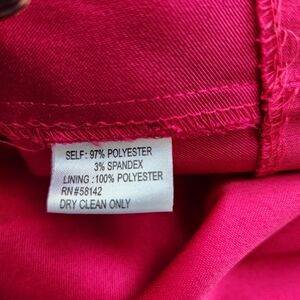 SELF: 97% POLYESTER
3% SPANDEX
LINING :100% POLYESTER
RN#58142
DRY CLEAN ONLY